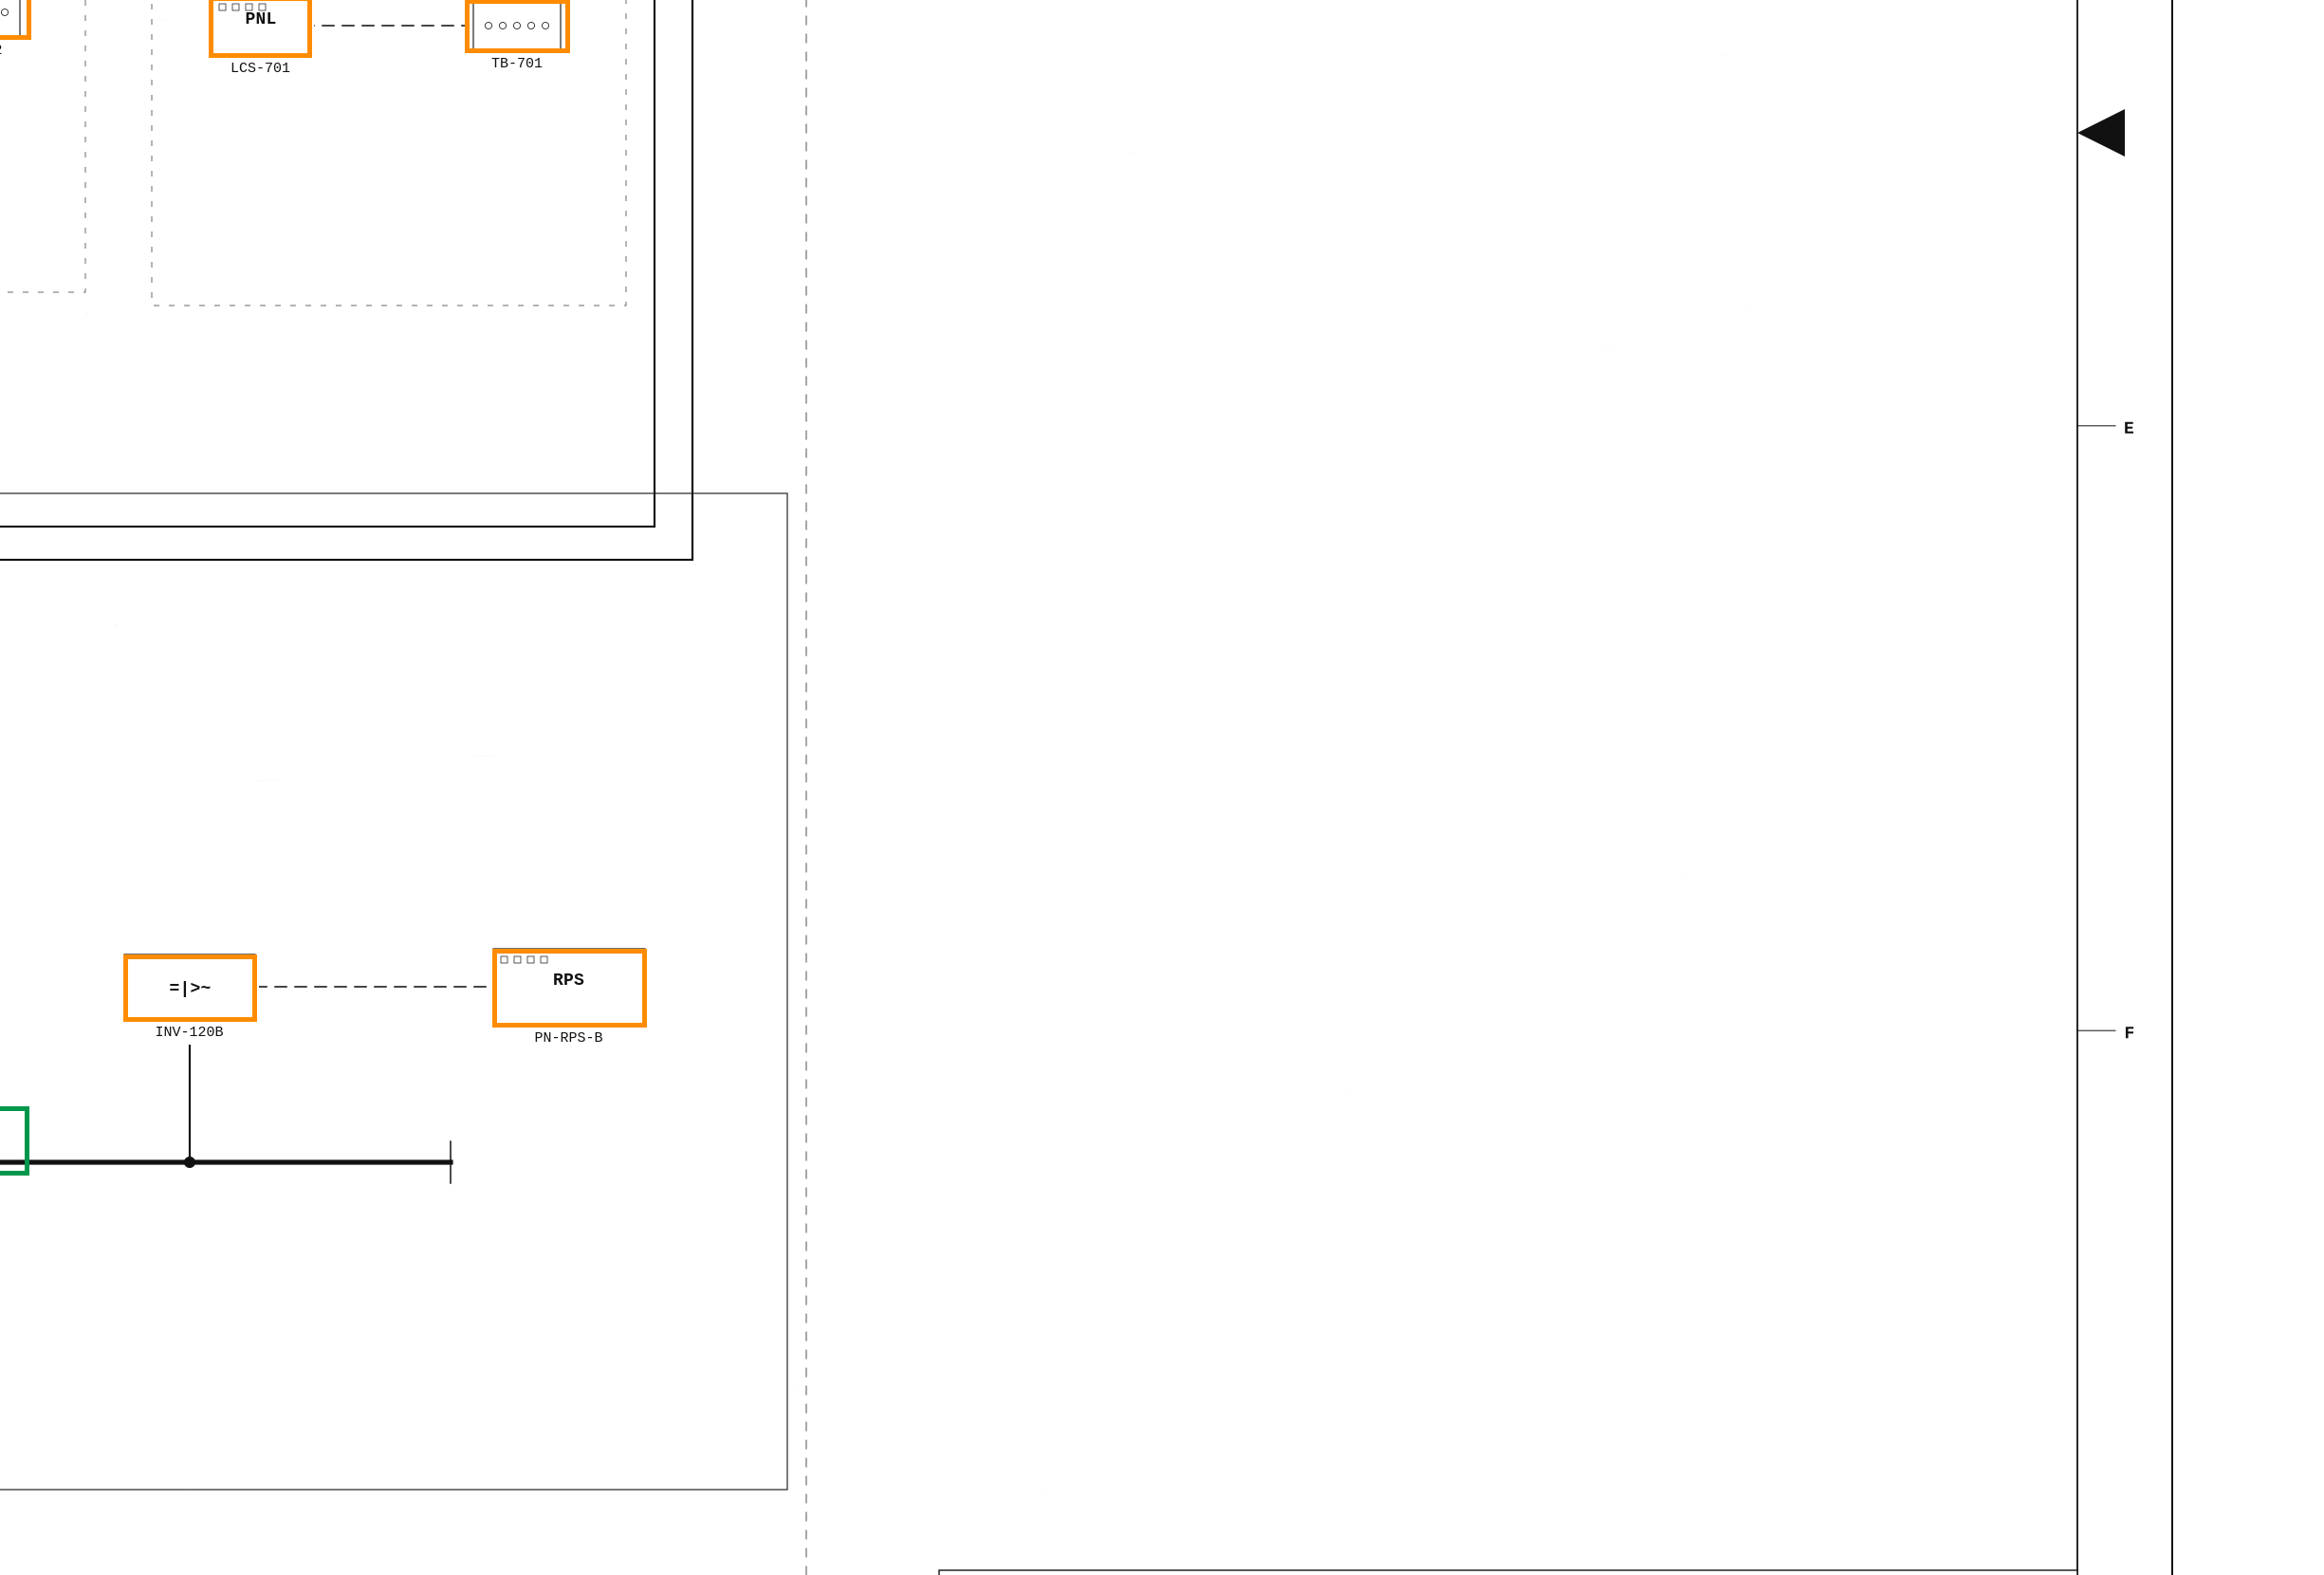 PNL
LCS-701
TB-701
E
=|>~
INV-120B
RPS
PN-RPS-B
F